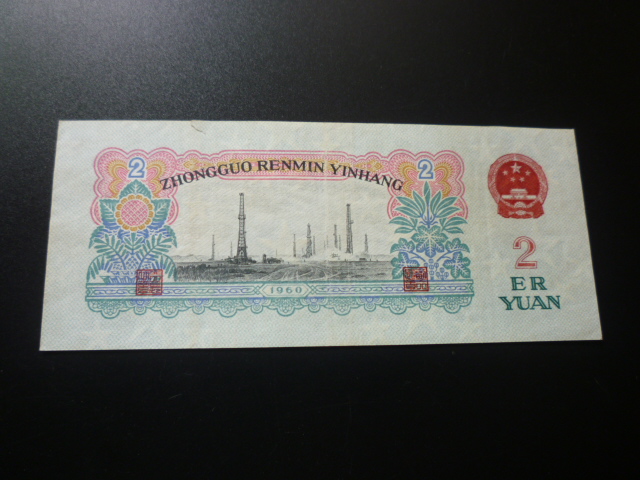 2 2
ZHONGGUO RENMIN YINHANG
1960
2
ER
YUAN